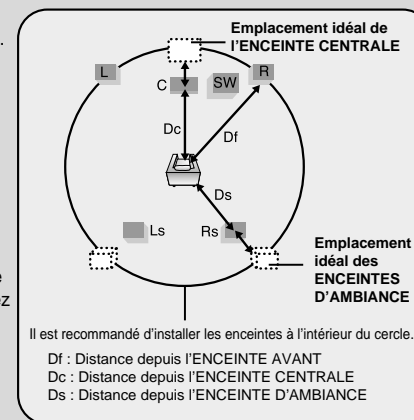 .
Emplacement idéal de
l'ENCEINTE CENTRALE
L
R
C
SW
Dc
Df
Ds
Ls
Rs
Emplacement
idéal des
ENCEINTES
D'AMBIANCE
e
ez
Il est recommandé d'installer les enceintes à l'intérieur du cercle.
Df : Distance depuis l'ENCEINTE AVANT
Dc : Distance depuis l'ENCEINTE CENTRALE
Ds : Distance depuis l'ENCEINTE D'AMBIANCE